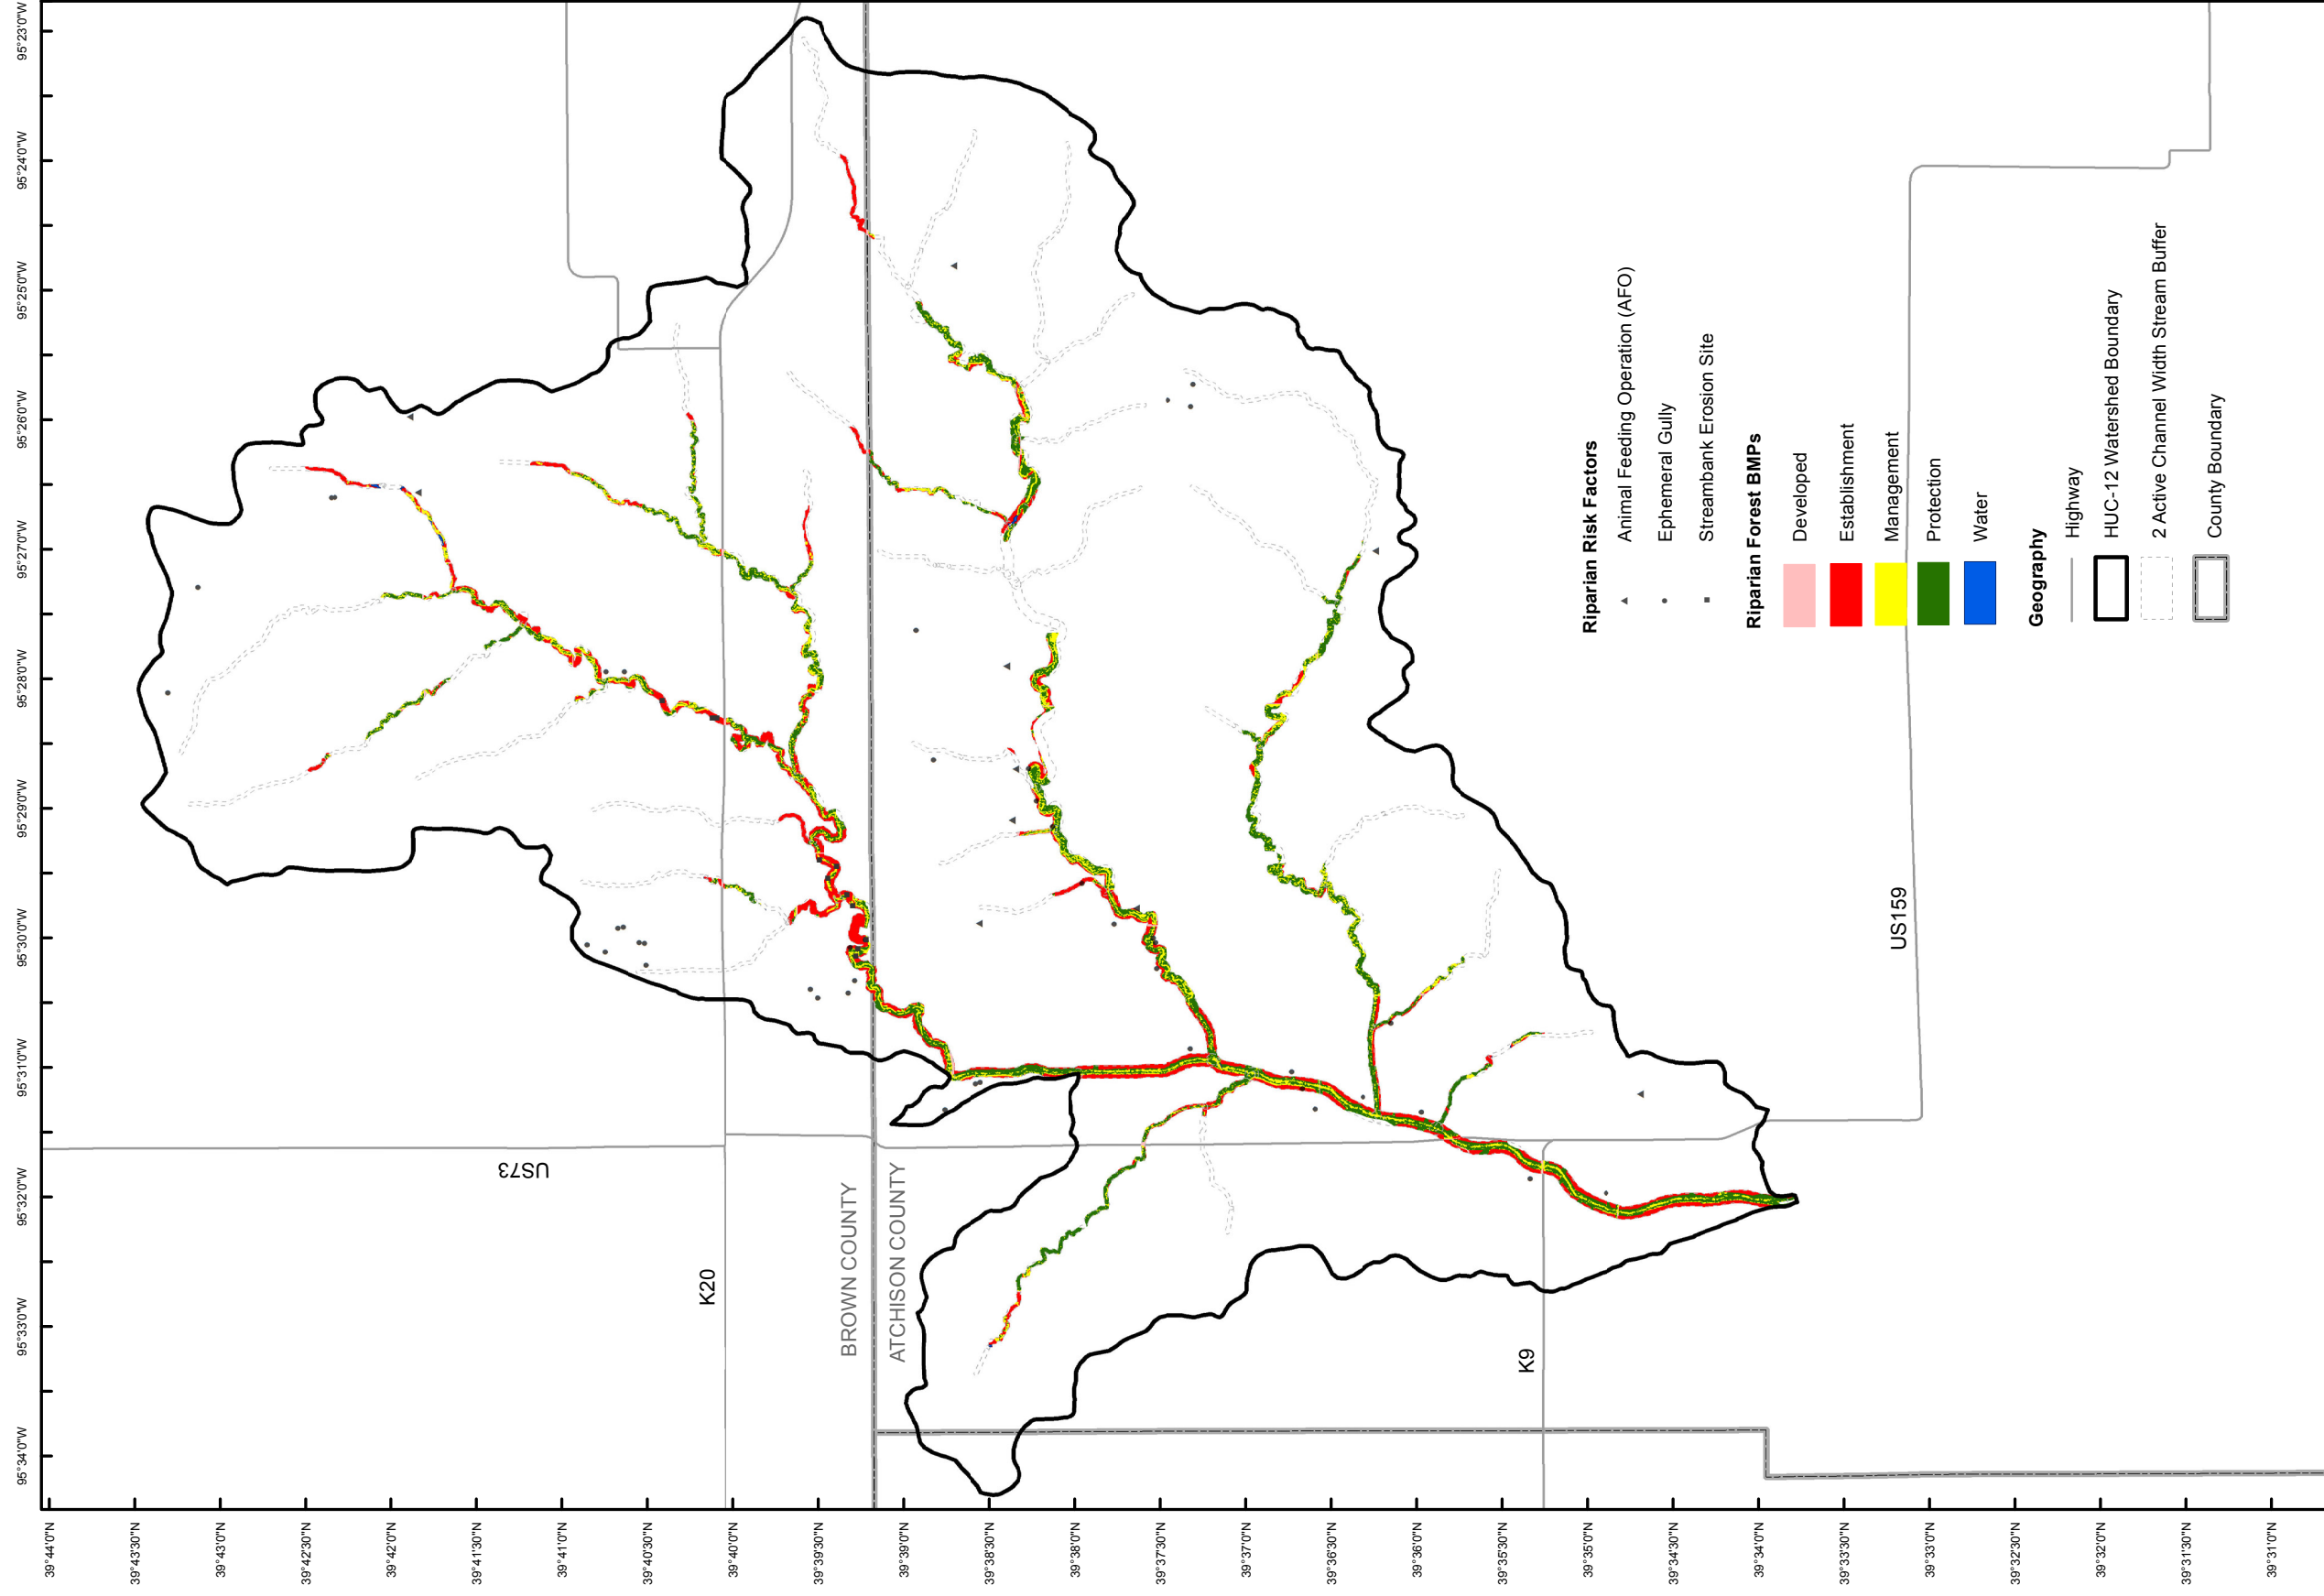 95°34'0"W
95°33'0"W
95°32'0"W
95°31'0"W
95°30'0"W
95°29'0"W
95°28'0"W
95°27'0"W
95°26'0"W
95°25'0"W
95°24'0"W
95°23'0"W
39°44'0"N
39°43'30"N
39°43'0"N
39°42'30"N
39°42'0"N
39°41'30"N
39°41'0"N
39°40'30"N
39°40'0"N
39°39'30"N
39°39'0"N
39°38'30"N
39°38'0"N
39°37'30"N
39°37'0"N
39°36'30"N
39°36'0"N
39°35'30"N
39°35'0"N
39°34'30"N
39°34'0"N
39°33'30"N
39°33'0"N
39°32'30"N
39°32'0"N
39°31'30"N
39°31'0"N
US73
K20
BROWN COUNTY
ATCHISON COUNTY
K9
US159
Riparian Risk Factors
Animal Feeding Operation (AFO)
Ephemeral Gully
Streambank Erosion Site
Riparian Forest BMPs
Developed
Establishment
Management
Protection
Water
Geography
Highway
HUC-12 Watershed Boundary
2 Active Channel Width Stream Buffer
County Boundary